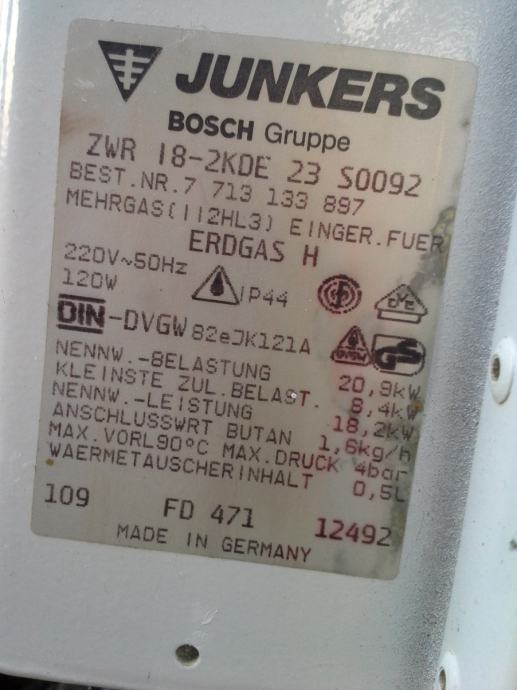 JUNKERS
BOSCH Gruppe
ZWR 18-2KDE 23 S0092
BEST.NR.7 713 133 897
MEHRGAS(II2HL3) EINGER.FUER
ERDGAS H
220V~50Hz
120W
IP44
DIN-DVGW 82eJK121A
DVGW
GS
NENNW.-BELASTUNG 20,9kW
KLEINSTE ZUL.BELAST. 8,4kW
NENNW.-LEISTUNG 18,2kW
ANSCHLUSSWRT BUTAN 1,6kg/h
MAX.VORL90°C MAX.DRUCK 4bar
WAERMETAUSCHERINHALT 0,5L
109 FD 471 12492
MADE IN GERMANY